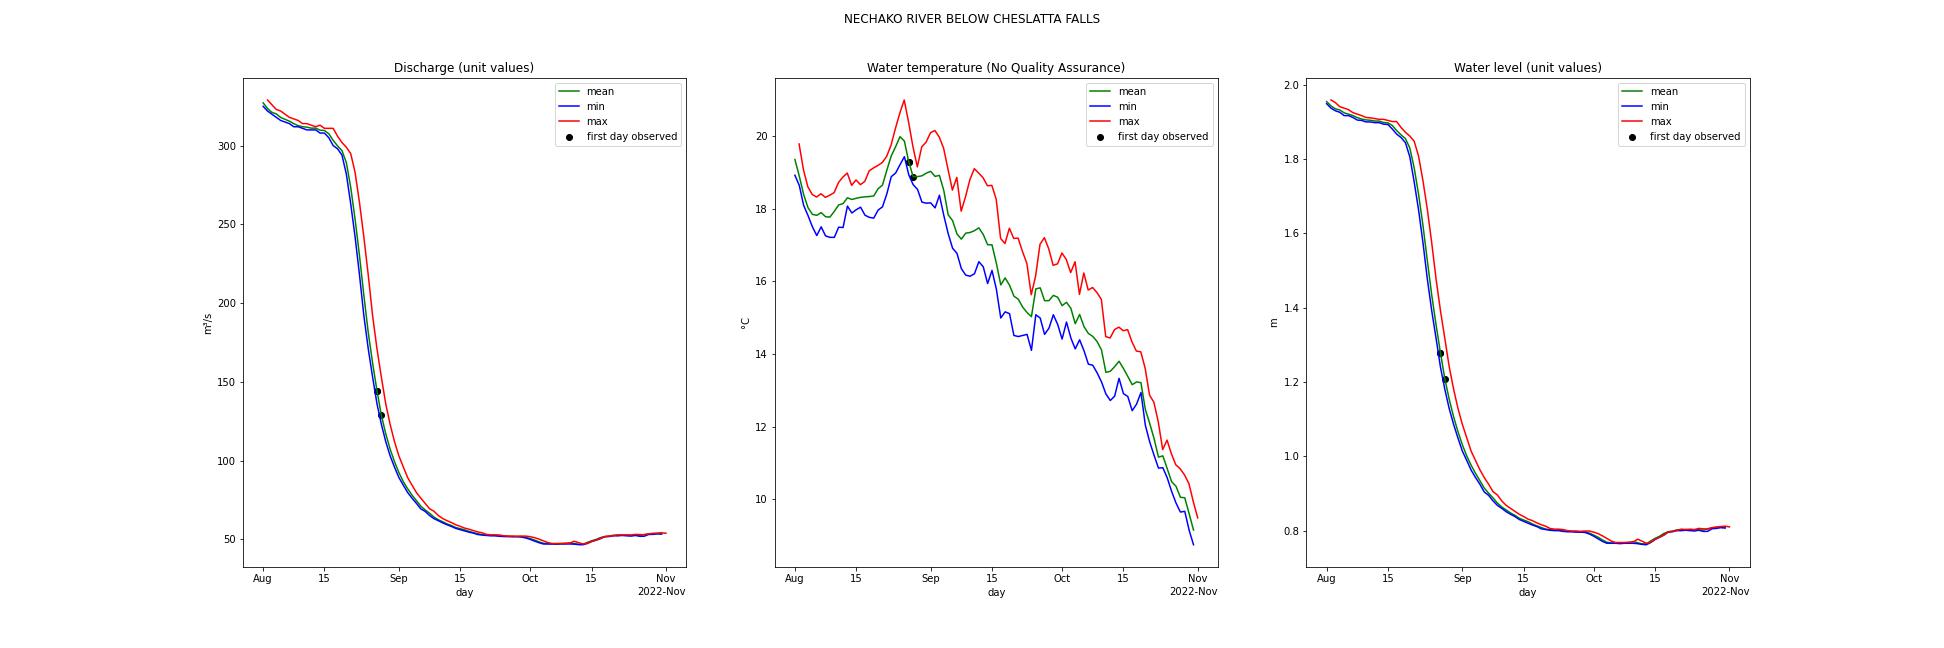 NECHAKO RIVER BELOW CHESLATTA FALLS
Discharge (unit values)
mean
min
max
first day observed
300
250
200
150
100
50
m³/s
Aug
15
Sep
15
Oct
15
Nov
2022-Nov
day
Water temperature (No Quality Assurance)
mean
min
max
first day observed
20
18
16
14
12
10
°C
Aug
15
Sep
15
Oct
15
Nov
2022-Nov
day
Water level (unit values)
mean
min
max
first day observed
2.0
1.8
1.6
1.4
1.2
1.0
0.8
m
Aug
15
Sep
15
Oct
15
Nov
2022-Nov
day